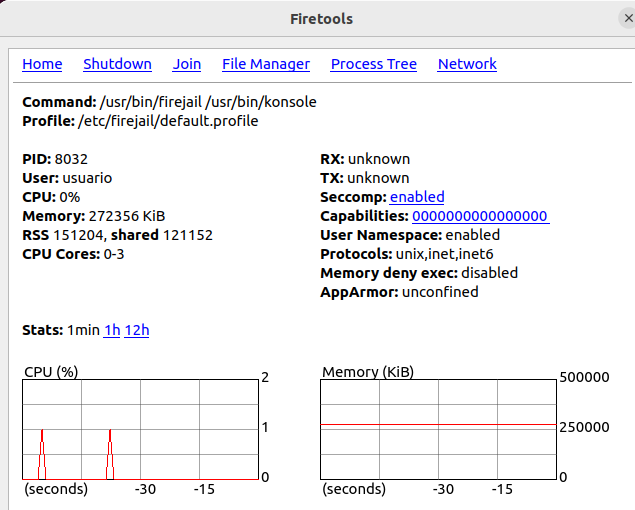 Firetools
Home Shutdown Join File Manager Process Tree Network
Command: /usr/bin/firejail /usr/bin/konsole
Profile: /etc/firejail/default.profile
PID: 8032
User: usuario
CPU: 0%
Memory: 272356 KiB
RSS 151204, shared 121152
CPU Cores: 0-3
RX: unknown
TX: unknown
Seccomp: enabled
Capabilities: 0000000000000000
User Namespace: enabled
Protocols: unix,inet,inet6
Memory deny exec: disabled
AppArmor: unconfined
Stats: 1min 1h 12h
CPU (%)
2
1
0
(seconds) -30 -15
Memory (KiB)
500000
250000
0
(seconds) -30 -15